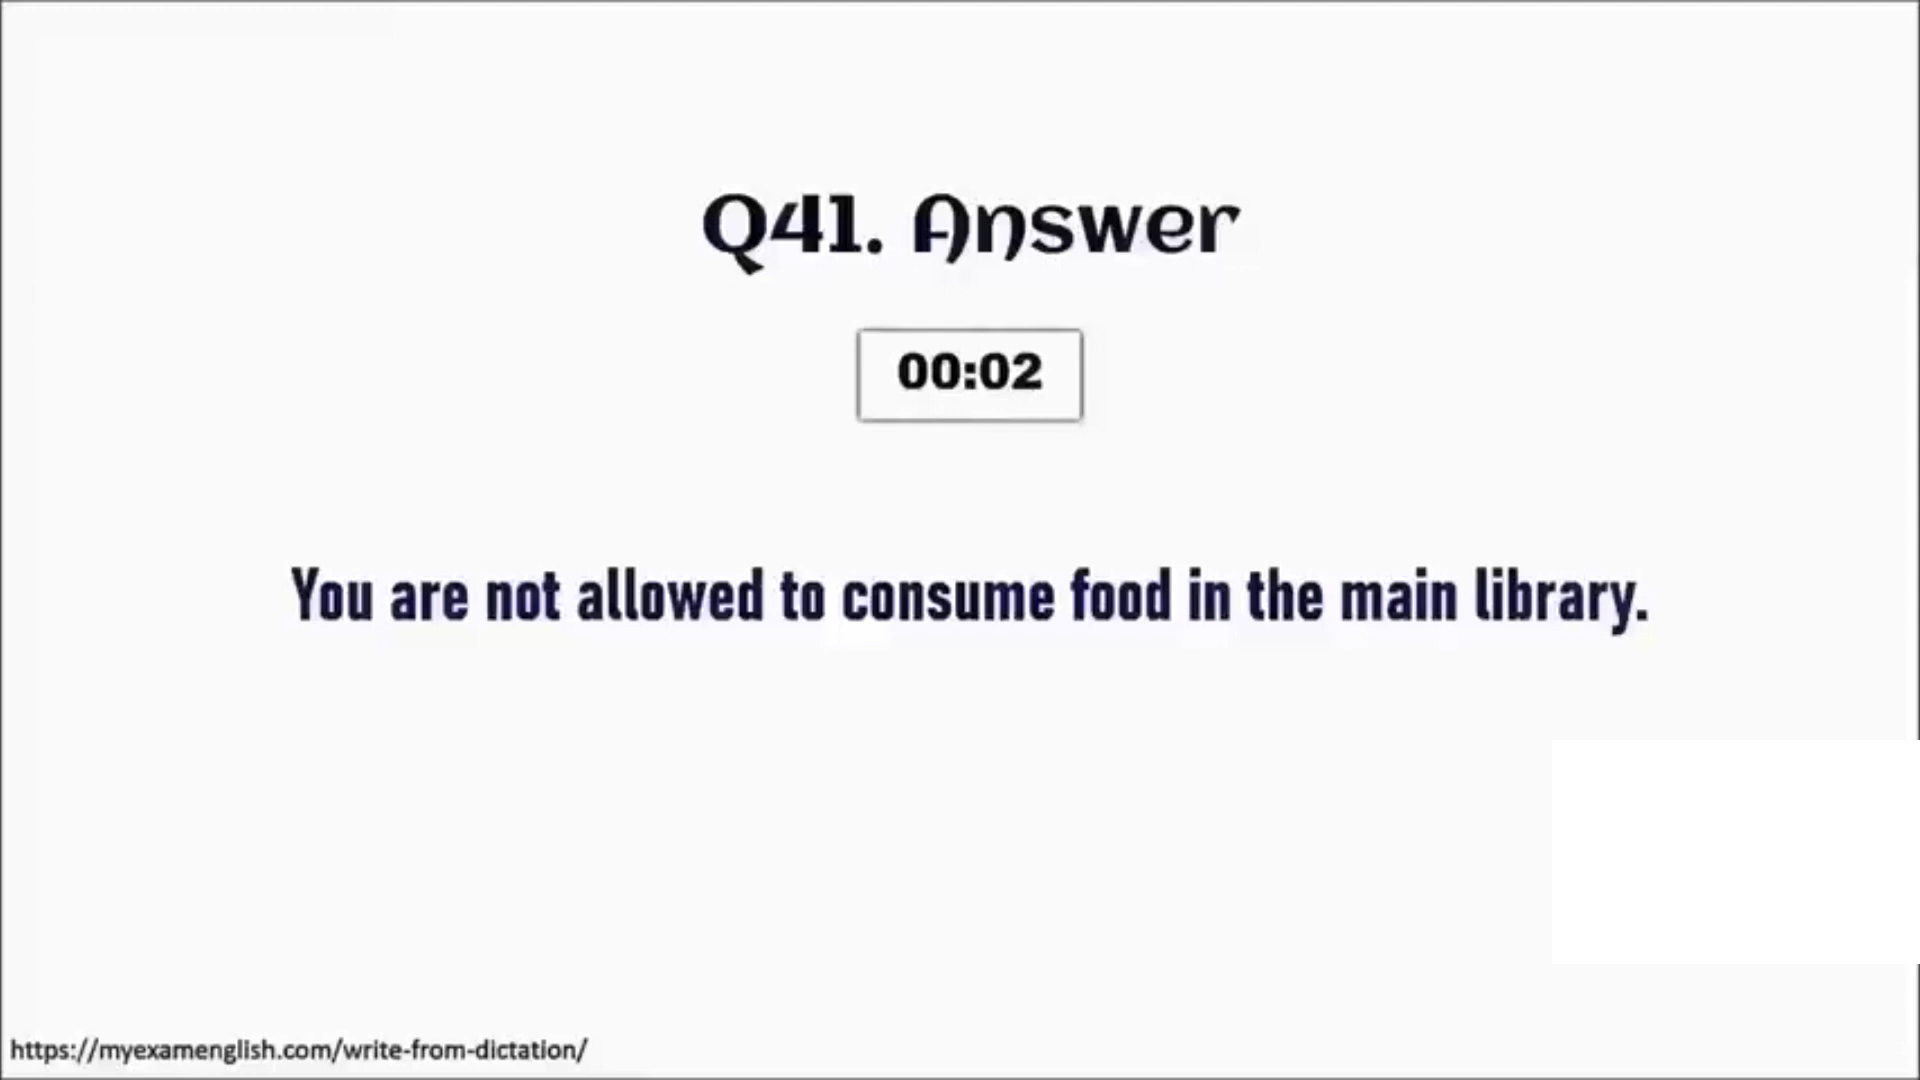 Q41. Answer
00:02
You are not allowed to consume food in the main library.
https://myexamenglish.com/write-from-dictation/